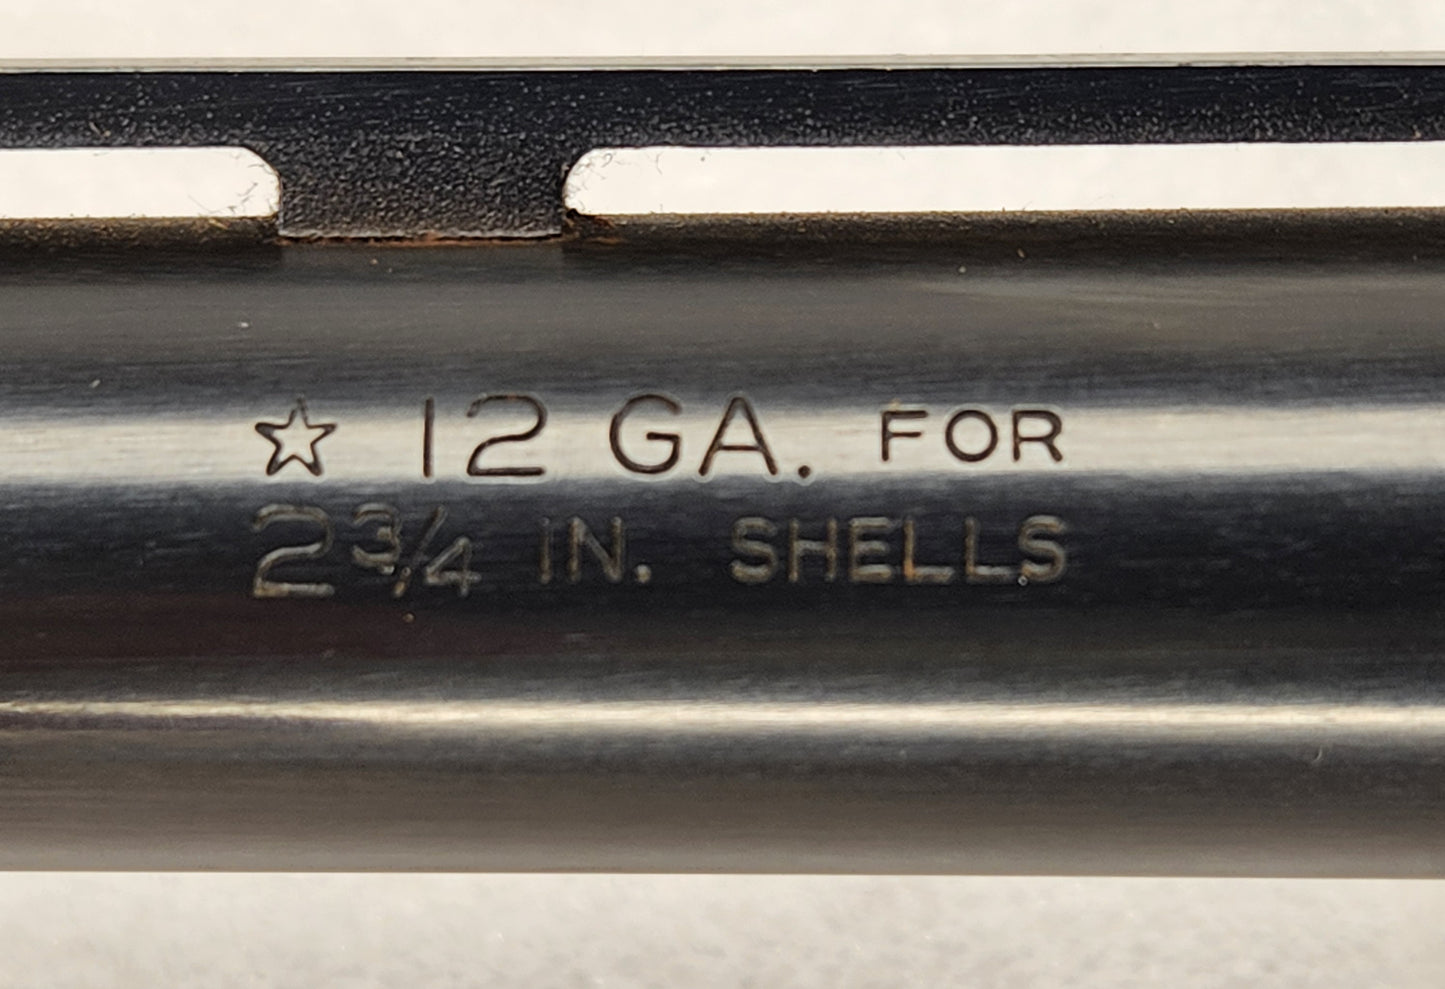 ☆ 12 GA. FOR
2¾ IN. SHELLS